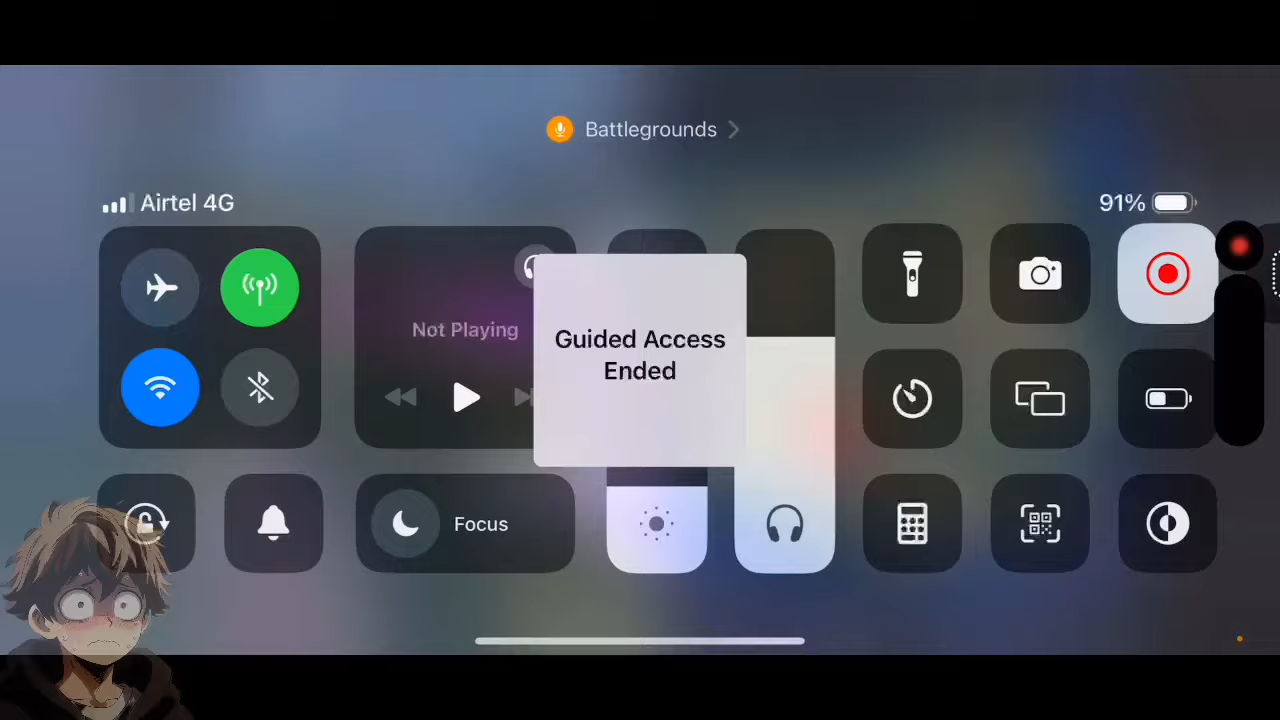 Battlegrounds
Airtel 4G
91%
Not Playing
Guided Access
Ended
Focus